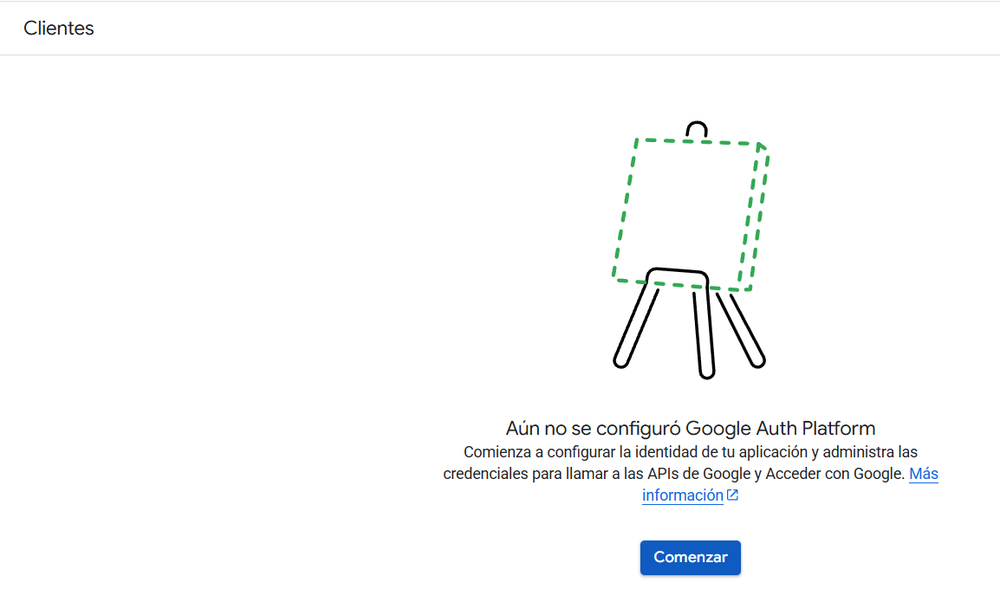 Clientes
Aún no se configuró Google Auth Platform
Comienza a configurar la identidad de tu aplicación y administra las
credenciales para llamar a las APIs de Google y Acceder con Google. Más
información
Comenzar